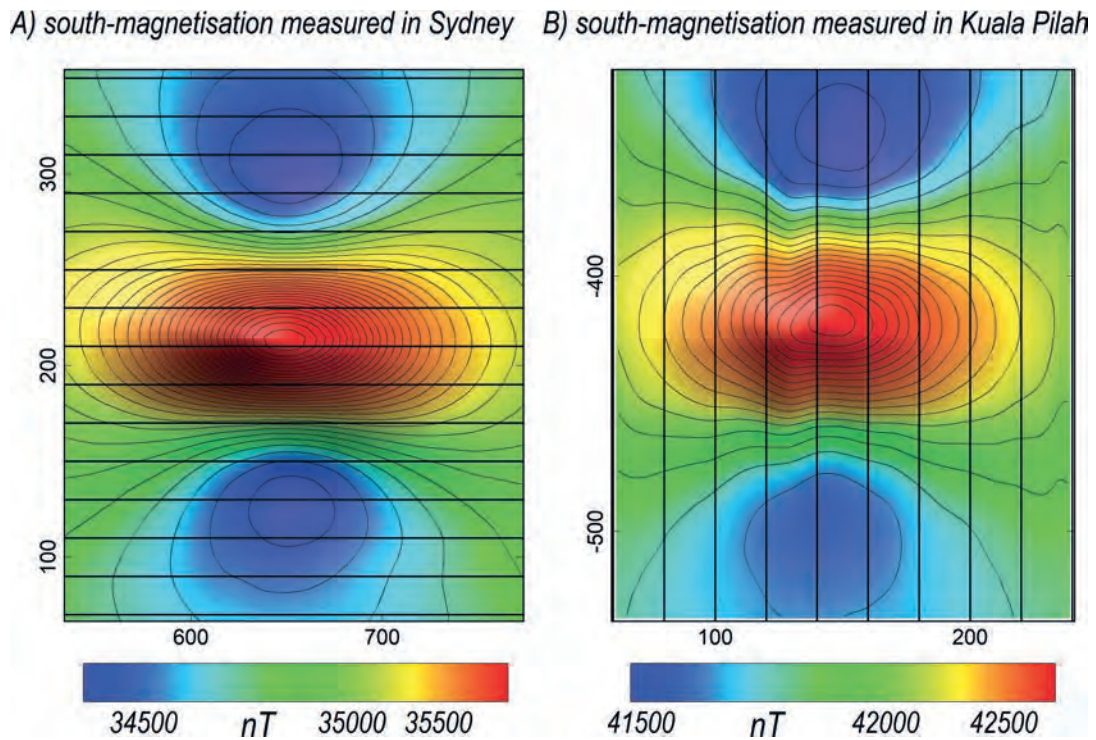 A) south-magnetisation measured in Sydney
B) south-magnetisation measured in Kuala Pilah
300
200
100
600 700
-400
-500
100 200
34500 nT 35000 35500
41500 nT 42000 42500